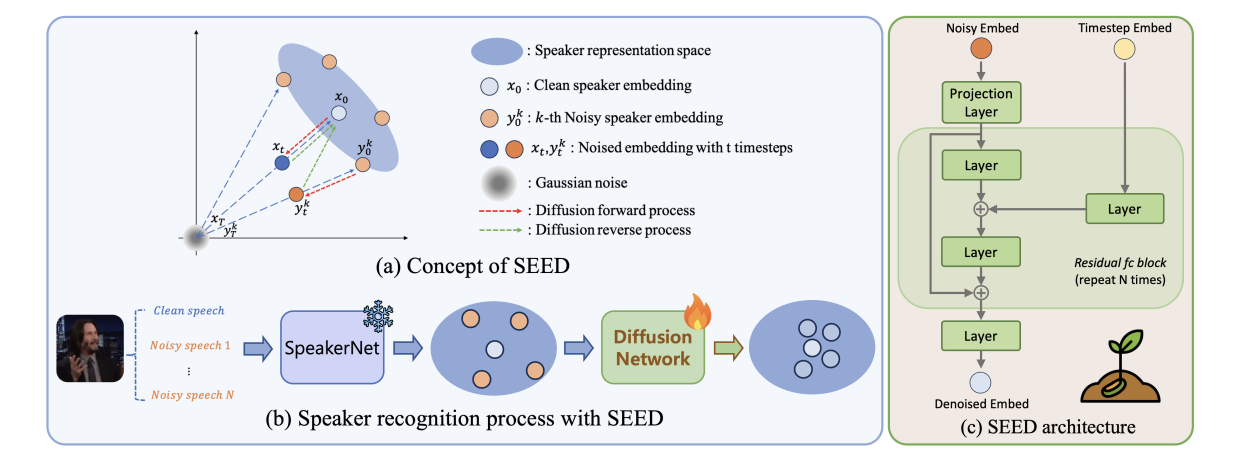 x_0
x_t
y_0^k
y_t^k
x_T
y_T^k
: Speaker representation space
x_0 : Clean speaker embedding
y_0^k : k-th Noisy speaker embedding
x_t, y_t^k : Noised embedding with t timesteps
: Gaussian noise
: Diffusion forward process
: Diffusion reverse process
(a) Concept of SEED
Clean speech
Noisy speech 1
⋮
Noisy speech N
SpeakerNet
Diffusion
Network
(b) Speaker recognition process with SEED
Noisy Embed
Timestep Embed
Projection
Layer
Layer
Layer
Layer
Residual fc block
(repeat N times)
Layer
Denoised Embed
(c) SEED architecture